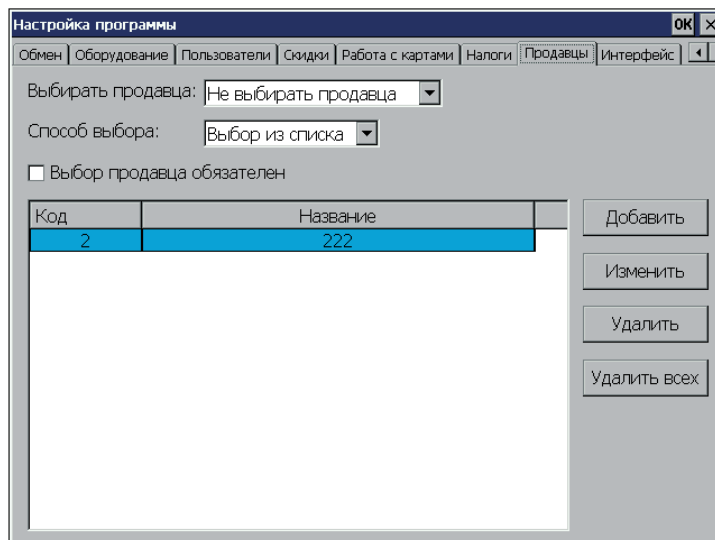 Настройка программы OK
Обмен Оборудование Пользователи Скидки Работа с картами Налоги Продавцы Интерфейс
Выбирать продавца: Не выбирать продавца
Способ выбора: Выбор из списка
Выбор продавца обязателен
Код Название
2 222
Добавить
Изменить
Удалить
Удалить всех